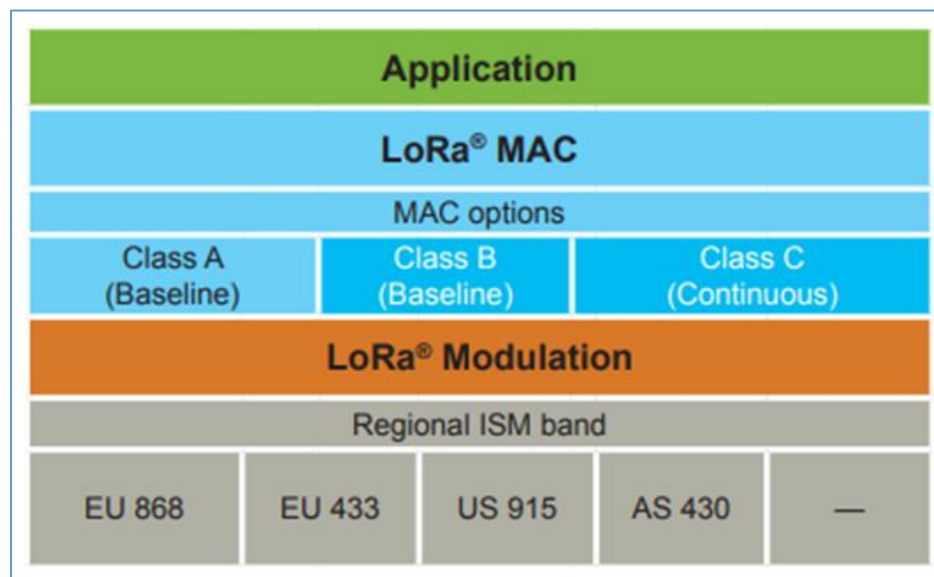 Application
LoRa® MAC
MAC options
Class A
(Baseline)
Class B
(Baseline)
Class C
(Continuous)
LoRa® Modulation
Regional ISM band
EU 868
EU 433
US 915
AS 430
—